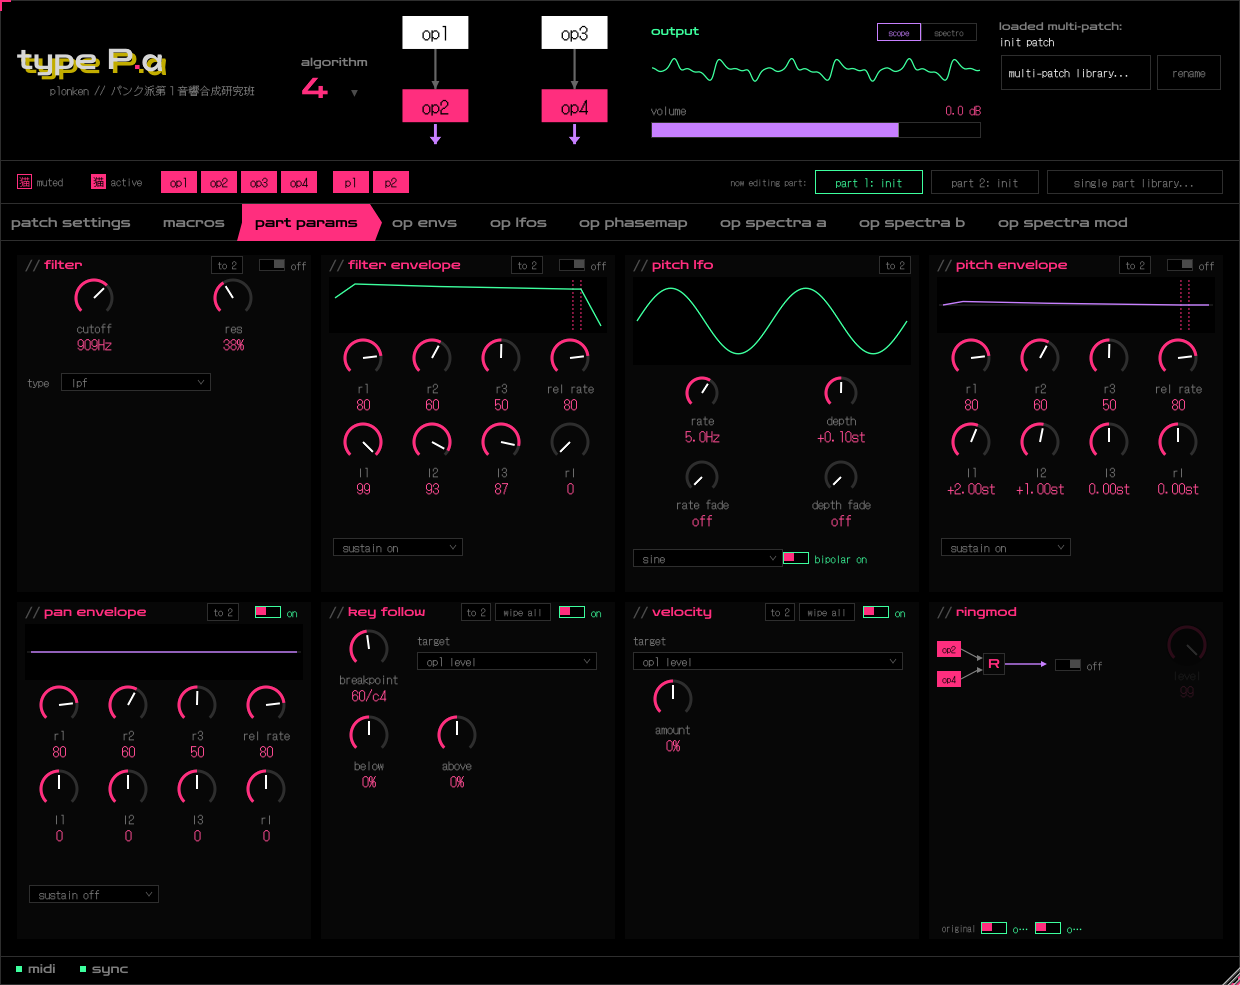 type P.a
plonken // パンク派第１音響合成研究班
algorithm
4
op1
op3
op2
op4
output
scope
spectro
volume
0.0 dB
loaded multi-patch:
init patch
multi-patch library...
rename
猫 muted
猫 active
op1
op2
op3
op4
p1
p2
now editing part:
part 1: init
part 2: init
single part library...
patch settings
macros
part params
op envs
op lfos
op phasemap
op spectra a
op spectra b
op spectra mod
// filter
to 2
off
cutoff
909Hz
res
38%
type
lpf
// filter envelope
to 2
off
r1
r2
r3
rel rate
80
60
50
80
l1
l2
l3
rl
99
93
87
0
sustain on
// pitch lfo
to 2
rate
depth
5.0Hz
+0.10st
rate fade
depth fade
off
off
sine
bipolar on
// pitch envelope
to 2
off
r1
r2
r3
rel rate
80
60
50
80
l1
l2
l3
rl
+2.00st
+1.00st
0.00st
0.00st
sustain on
// pan envelope
to 2
on
r1
r2
r3
rel rate
80
60
50
80
l1
l2
l3
rl
0
0
0
0
sustain off
// key follow
to 2
wipe all
on
breakpoint
60/c4
target
op1 level
below
above
0%
0%
// velocity
to 2
wipe all
on
target
op1 level
amount
0%
// ringmod
op2
op4
R
off
level
99
original
o…
o…
midi
sync